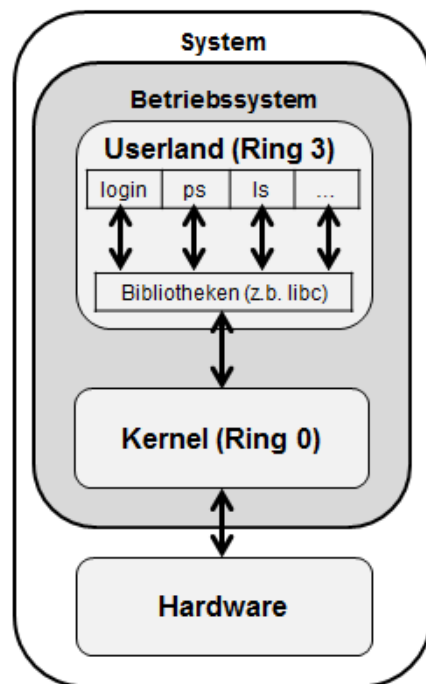 System
Betriebssystem
Userland (Ring 3)
login ps ls ...
Bibliotheken (z.b. libc)
Kernel (Ring 0)
Hardware